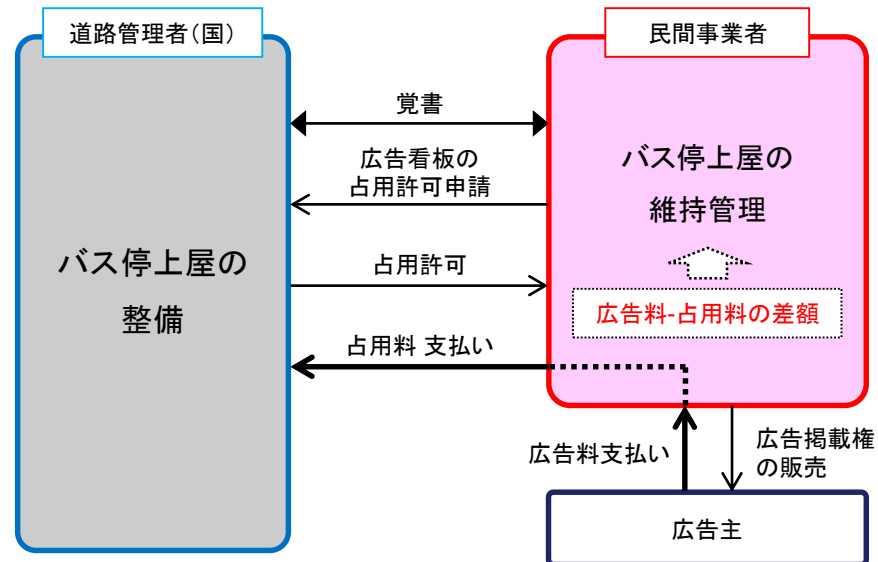 道路管理者(国)
民間事業者
覚書
広告看板の
占用許可申請
バス停上屋の
維持管理
バス停上屋の
整備
占用許可
広告料-占用料の差額
占用料 支払い
広告料支払い
広告掲載権
の販売
広告主